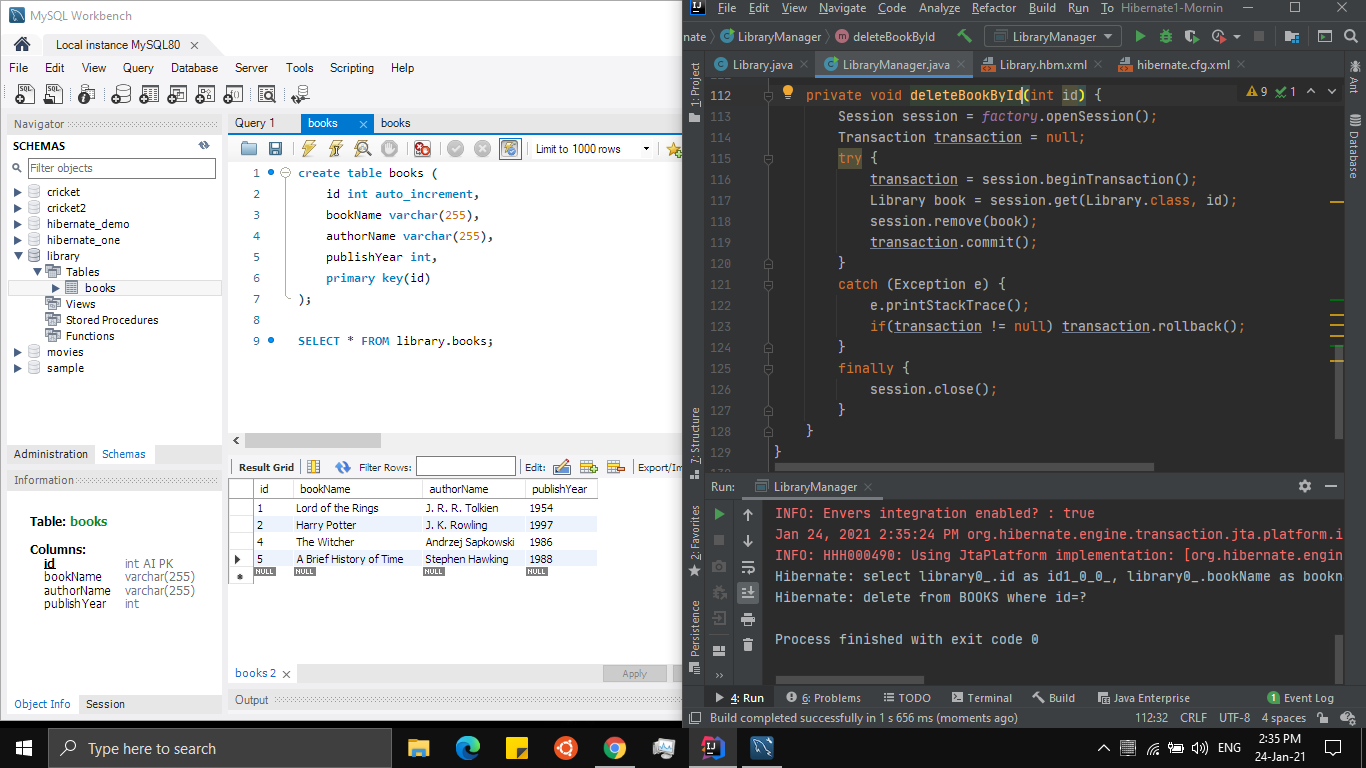 MySQL Workbench
Local instance MySQL80
File Edit View Query Database Server Tools Scripting Help
Navigator
SCHEMAS
Filter objects
cricket
cricket2
hibernate_demo
hibernate_one
library
Tables
books
Views
Stored Procedures
Functions
movies
sample
Administration Schemas
Information
Table: books
Columns:
id int AI PK
bookName varchar(255)
authorName varchar(255)
publishYear int
Object Info Session
Query 1 books books
Limit to 1000 rows
1 create table books (
2 id int auto_increment,
3 bookName varchar(255),
4 authorName varchar(255),
5 publishYear int,
6 primary key(id)
7 );
8
9 SELECT * FROM library.books;
Result Grid Filter Rows: Edit: Export/Im
id bookName authorName publishYear
1 Lord of the Rings J. R. R. Tolkien 1954
2 Harry Potter J. K. Rowling 1997
4 The Witcher Andrzej Sapkowski 1986
5 A Brief History of Time Stephen Hawking 1988
NULL NULL NULL NULL
books 2 Apply
Output
File Edit View Navigate Code Analyze Refactor Build Run To Hibernate1-Mornin
nate LibraryManager deleteBookById LibraryManager
Library.java LibraryManager.java Library.hbm.xml hibernate.cfg.xml
1: Project
7: Structure
2: Favorites
Persistence
Ant
Database
9 1
112 private void deleteBookById(int id) {
113 Session session = factory.openSession();
114 Transaction transaction = null;
115 try {
116 transaction = session.beginTransaction();
117 Library book = session.get(Library.class, id);
118 session.remove(book);
119 transaction.commit();
120 }
121 catch (Exception e) {
122 e.printStackTrace();
123 if(transaction != null) transaction.rollback();
124 }
125 finally {
126 session.close();
127 }
128 }
129 }
Run: LibraryManager
INFO: Envers integration enabled? : true
Jan 24, 2021 2:35:24 PM org.hibernate.engine.transaction.jta.platform.i
INFO: HHH000490: Using JtaPlatform implementation: [org.hibernate.engin
Hibernate: select library0_.id as id1_0_0_, library0_.bookName as bookn
Hibernate: delete from BOOKS where id=?
Process finished with exit code 0
4: Run 6: Problems TODO Terminal Build Java Enterprise 1 Event Log
Build completed successfully in 1 s 656 ms (moments ago) 112:32 CRLF UTF-8 4 spaces
Type here to search
ENG
2:35 PM
24-Jan-21